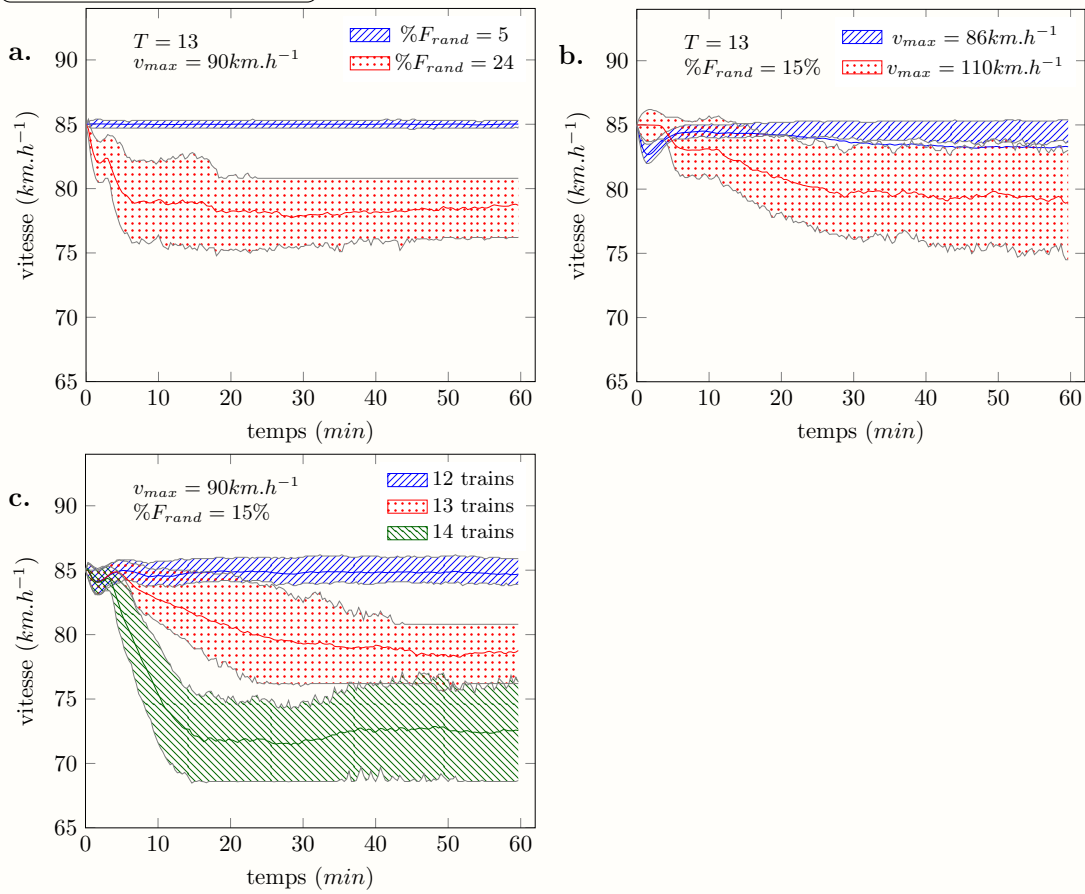 a.
T = 13
v_max = 90km.h⁻¹
%F_rand = 5
%F_rand = 24
90
85
80
75
70
65
vitesse (km.h⁻¹)
0 10 20 30 40 50 60
temps (min)
b.
T = 13
%F_rand = 15%
v_max = 86km.h⁻¹
v_max = 110km.h⁻¹
90
85
80
75
70
65
vitesse (km.h⁻¹)
0 10 20 30 40 50 60
temps (min)
c.
v_max = 90km.h⁻¹
%F_rand = 15%
12 trains
13 trains
14 trains
90
85
80
75
70
65
vitesse (km.h⁻¹)
0 10 20 30 40 50 60
temps (min)